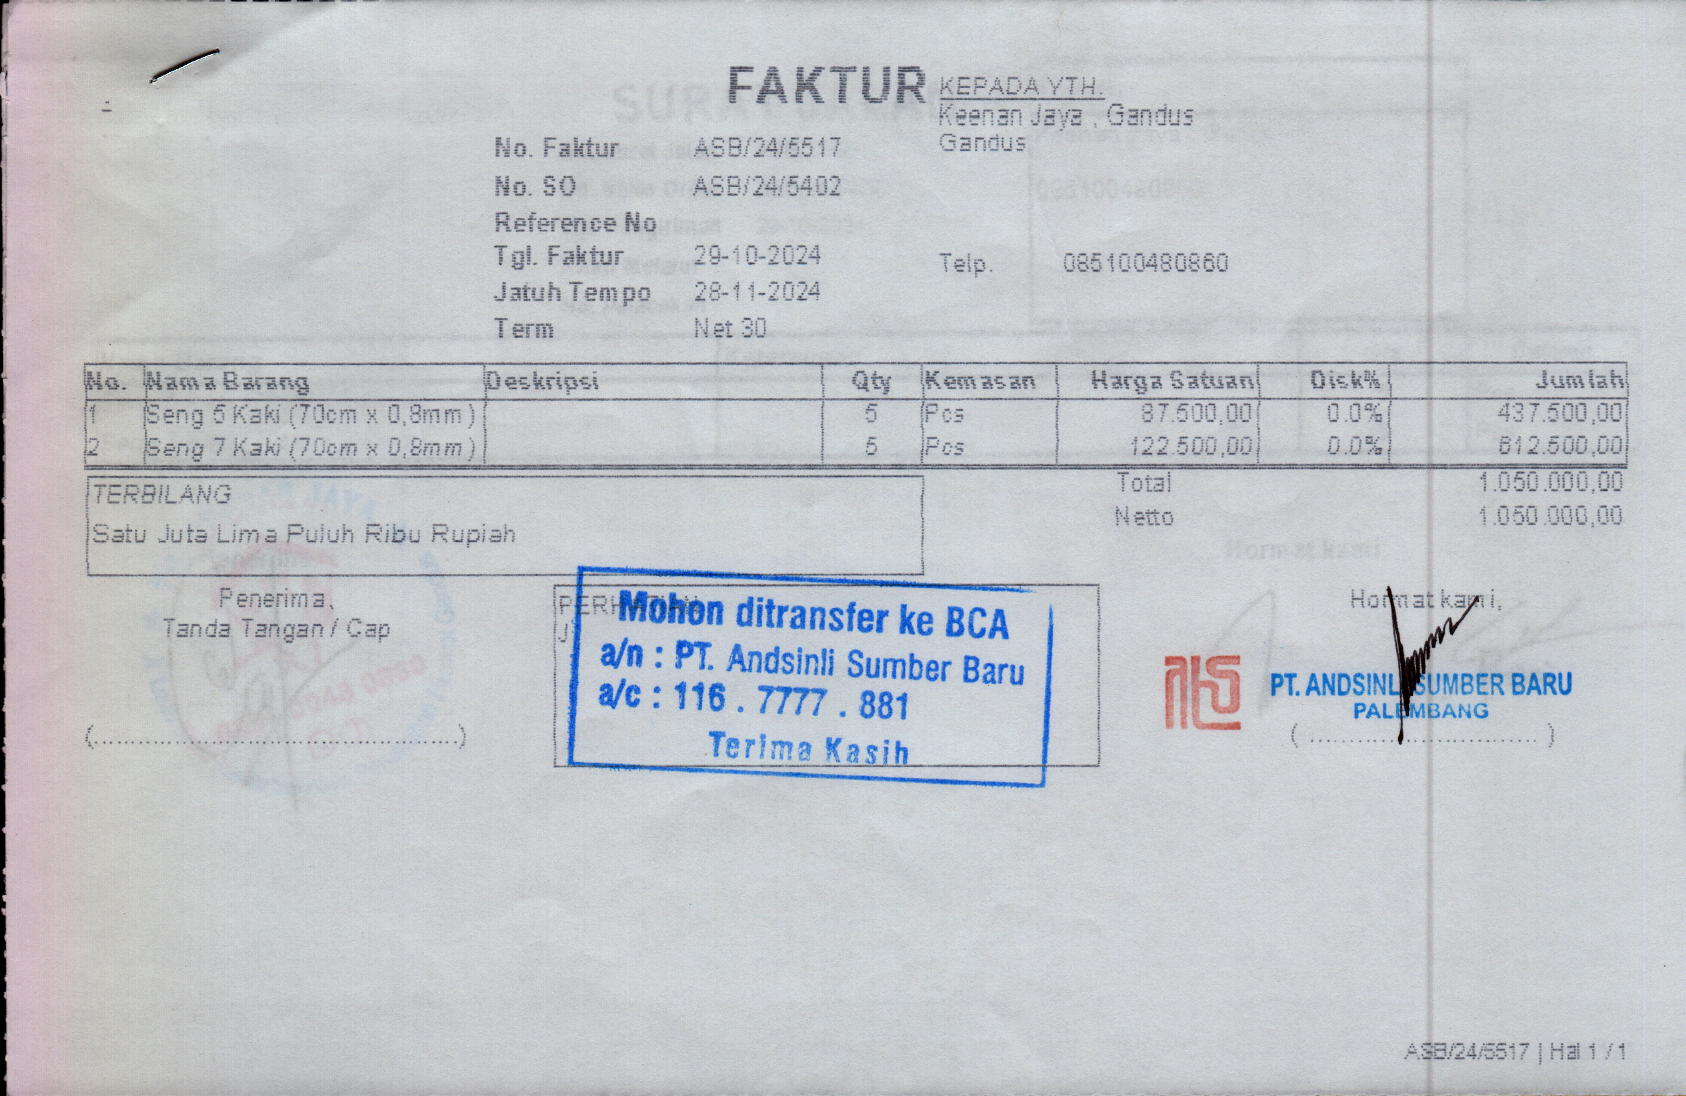 FAKTUR
KEPADA YTH.
Keenan Jaya , Gandus
Gandus
No. Faktur ASB/24/5517
No. SO ASB/24/5402
Reference No
Tgl. Faktur 29-10-2024
Telp. 085100480860
Jatuh Tempo 28-11-2024
Term Net 30
No. Nama Barang Deskripsi Qty Kemasan Harga Satuan Disk% Jumlah
1 Seng 5 Kaki (70cm x 0,8mm) 5 Pcs 87.500,00 0.0% 437.500,00
2 Seng 7 Kaki (70cm x 0,8mm) 5 Pcs 122.500,00 0.0% 612.500,00
Total 1.050.000,00
TERBILANG
Netto 1.050.000,00
Satu Juta Lima Puluh Ribu Rupiah
Penerima,
Tanda Tangan / Cap
(..............................................)
Mohon ditransfer ke BCA
a/n : PT. Andsinli Sumber Baru
a/c : 116 . 7777 . 881
Terima Kasih
Hormat kami,
PT. ANDSINLI SUMBER BARU
PALEMBANG
( ............................. )
ASB/24/5517 | Hal 1 / 1